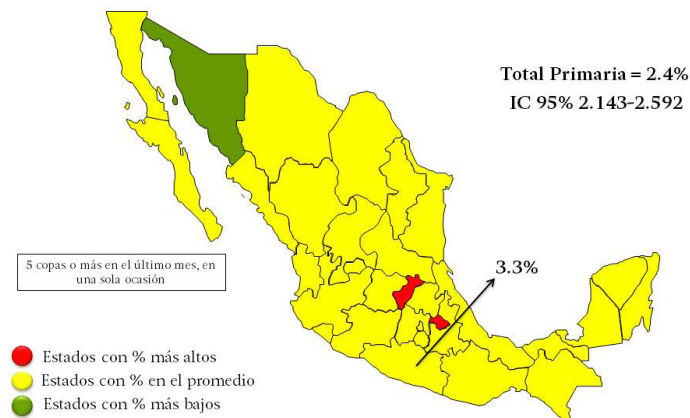 Total Primaria = 2.4%
IC 95% 2.143-2.592
3.3%
5 copas o más en el último mes, en
una sola ocasión
Estados con % más altos
Estados con % en el promedio
Estados con % más bajos